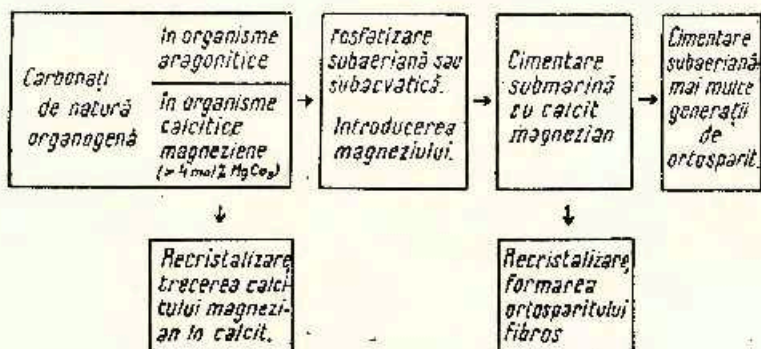 Carbonați
de natură
organogenă
în organisme
aragonitice
în organisme
calcitice
magneziene
(> 4 mol % MgCo3)
Fosfatizare
subaeriană sau
subacvatică.
Introducerea
magneziului.
Cimentare
submarină
cu calcit
magnezian
Cimentare
subaeriană-
mai multe
generații
de
ortosparit.
Recristalizare,
trecerea calci-
tului magnezi-
an în calcit.
Recristalizare,
formarea
ortosparitului
fibros